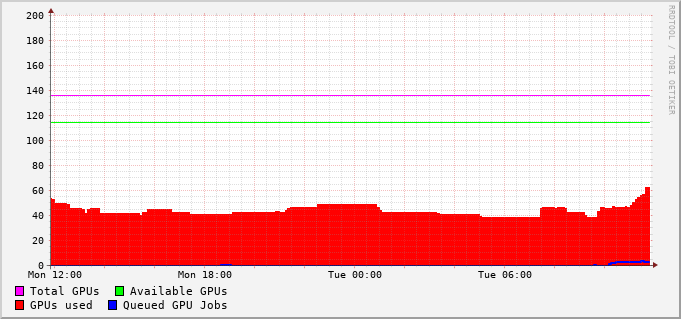 200
180
160
140
120
100
80
60
40
20
0
Mon 12:00 Mon 18:00 Tue 00:00 Tue 06:00
Total GPUs Available GPUs
GPUs used Queued GPU Jobs
RRDTOOL / TOBI OETIKER